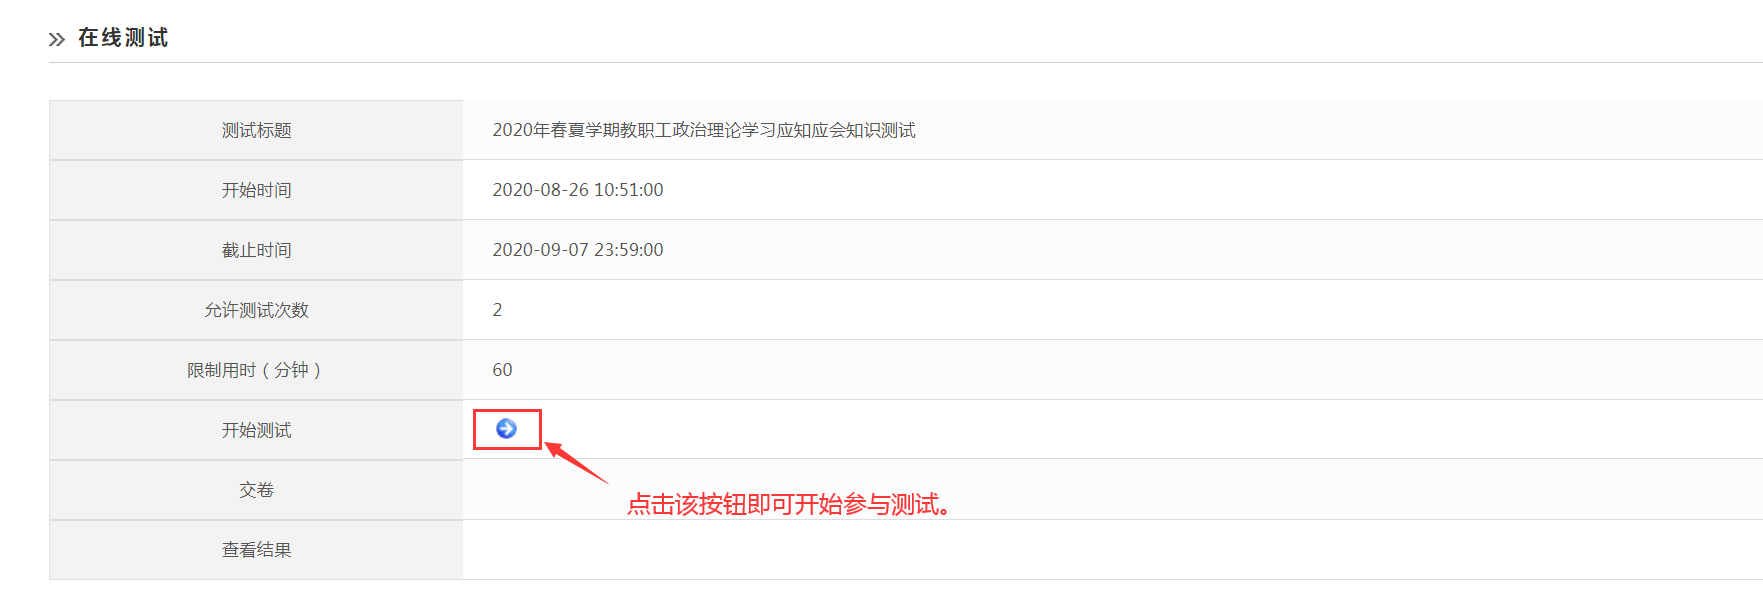 在线测试
测试标题 2020年春夏学期教职工政治理论学习应知应会知识测试
开始时间 2020-08-26 10:51:00
截止时间 2020-09-07 23:59:00
允许测试次数 2
限制用时（分钟） 60
开始测试
交卷
点击该按钮即可开始参与测试。
查看结果